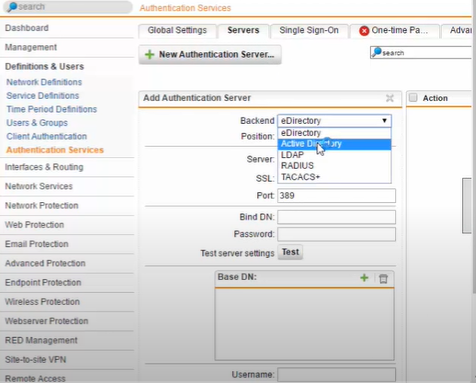 search
Authentication Services
Dashboard
Management
Definitions & Users
Network Definitions
Service Definitions
Time Period Definitions
Users & Groups
Client Authentication
Authentication Services
Interfaces & Routing
Network Services
Network Protection
Web Protection
Email Protection
Advanced Protection
Endpoint Protection
Wireless Protection
Webserver Protection
RED Management
Site-to-site VPN
Remote Access
Global Settings Servers Single Sign-On One-time Pa... Advan
New Authentication Server...
search
Add Authentication Server
Action
Backend eDirectory
Position: eDirectory
Active Directory
Server: LDAP
RADIUS
SSL: TACACS+
Port: 389
Bind DN:
Password:
Test server settings Test
Base DN:
Username: